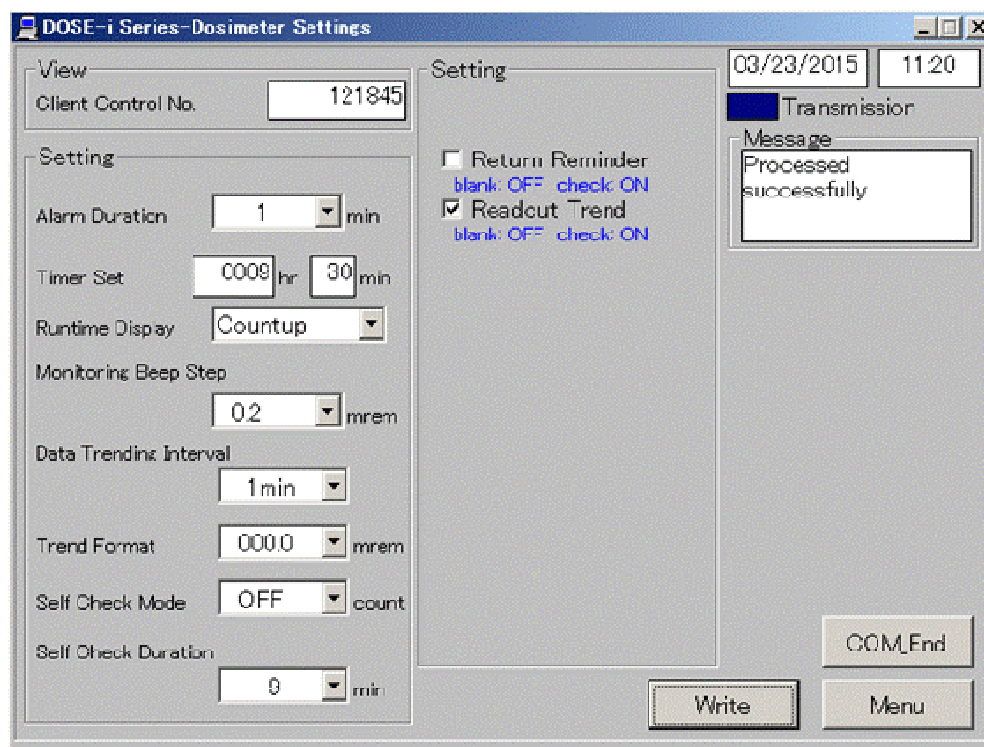 DOSE-i Series-Dosimeter Settings
View
Client Control No. 121845
Setting
Alarm Duration 1 min
Timer Set 0009 hr 30 min
Runtime Display Countup
Monitoring Beep Step
0.2 mrem
Data Trending Interval
1min
Trend Format 000.0 mrem
Self Check Mode OFF count
Self Check Duration
0 min
Setting
Return Reminder
blank: OFF check: ON
Readout Trend
blank: OFF check: ON
03/23/2015 11:20
Transmission
Message
Processed
successfully
COM_End
Write Menu